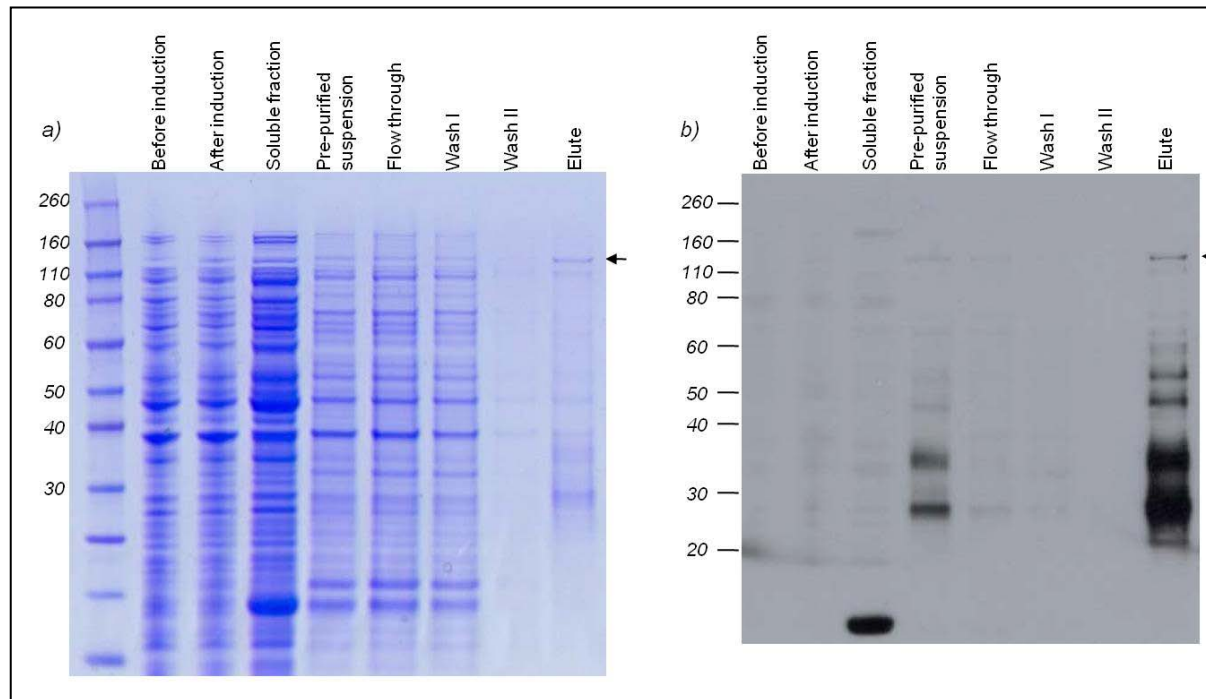 a)
Before induction
After induction
Soluble fraction
Pre-purified
suspension
Flow through
Wash I
Wash II
Elute
260
160
110
80
60
50
40
30
b)
Before induction
After induction
Soluble fraction
Pre-purified
suspension
Flow through
Wash I
Wash II
Elute
260
160
110
80
60
50
40
30
20